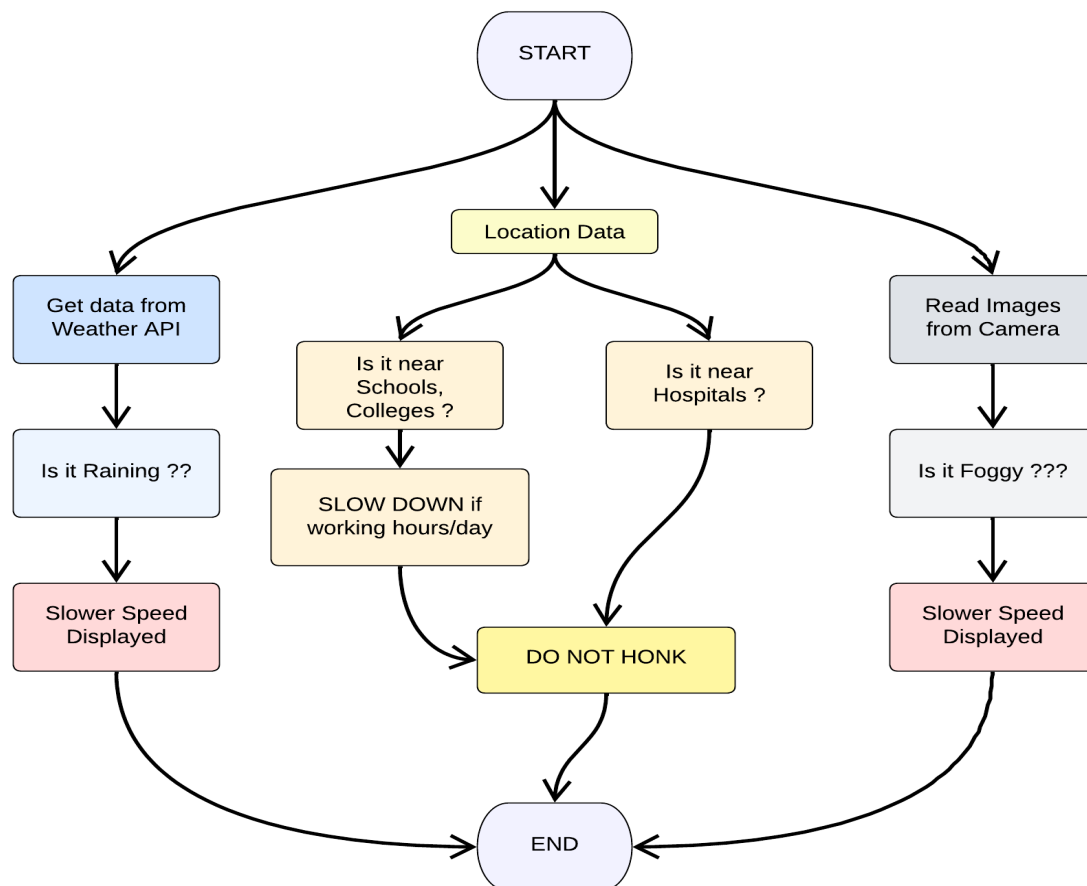 START
Location Data
Get data from
Weather API
Read Images
from Camera
Is it near
Schools,
Colleges ?
Is it near
Hospitals ?
Is it Raining ??
Is it Foggy ???
SLOW DOWN if
working hours/day
Slower Speed
Displayed
Slower Speed
Displayed
DO NOT HONK
END